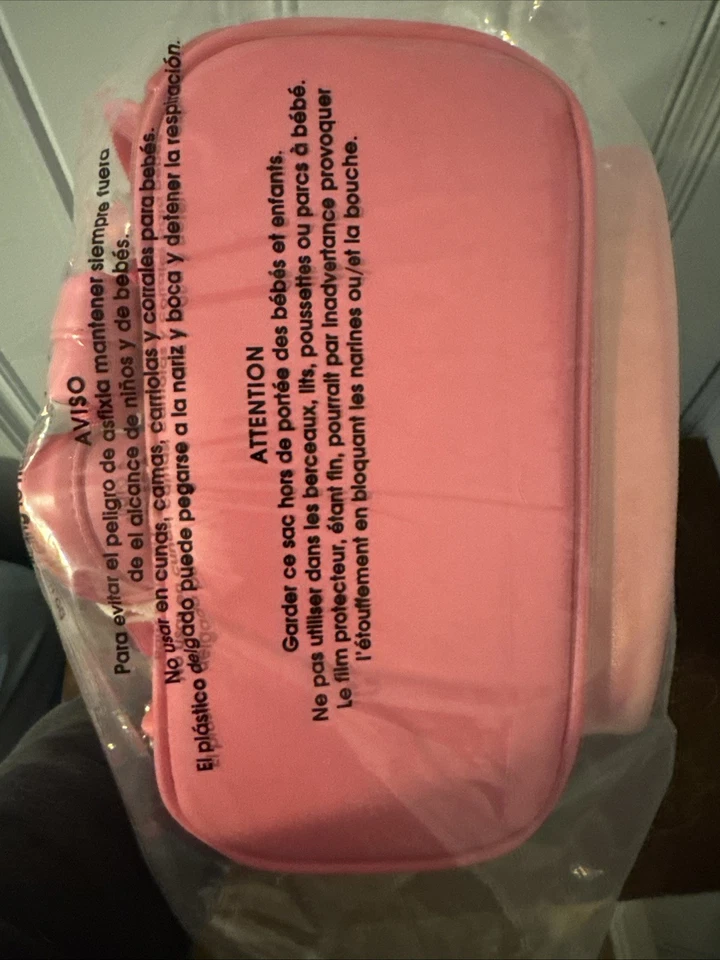 AVISO
Para evitar el peligro de asfixia mantener siempre fuera
de el alcance de niños y de bebés.
No usar en cunas, camas, carriolas y corrales para bebés.
El plástico delgado puede pegarse a la nariz y boca y detener la respiración.
ATTENTION
Garder ce sac hors de portée des bébés et enfants.
Ne pas utiliser dans les berceaux, lits, poussettes ou parcs à bébé.
Le film protecteur, étant fin, pourrait par inadvertance provoquer
l'étouffement en bloquant les narines ou/et la bouche.